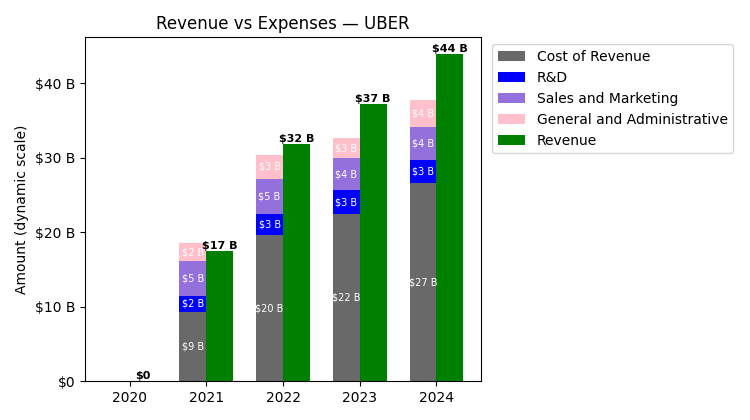 Revenue vs Expenses — UBER
Amount (dynamic scale)
$40 B
$30 B
$20 B
$10 B
$0
$0
$9 B
$2 B
$5 B
$2 B
$17 B
$20 B
$3 B
$5 B
$3 B
$32 B
$22 B
$3 B
$4 B
$3 B
$37 B
$27 B
$3 B
$4 B
$4 B
$44 B
2020
2021
2022
2023
2024
Cost of Revenue
R&D
Sales and Marketing
General and Administrative
Revenue